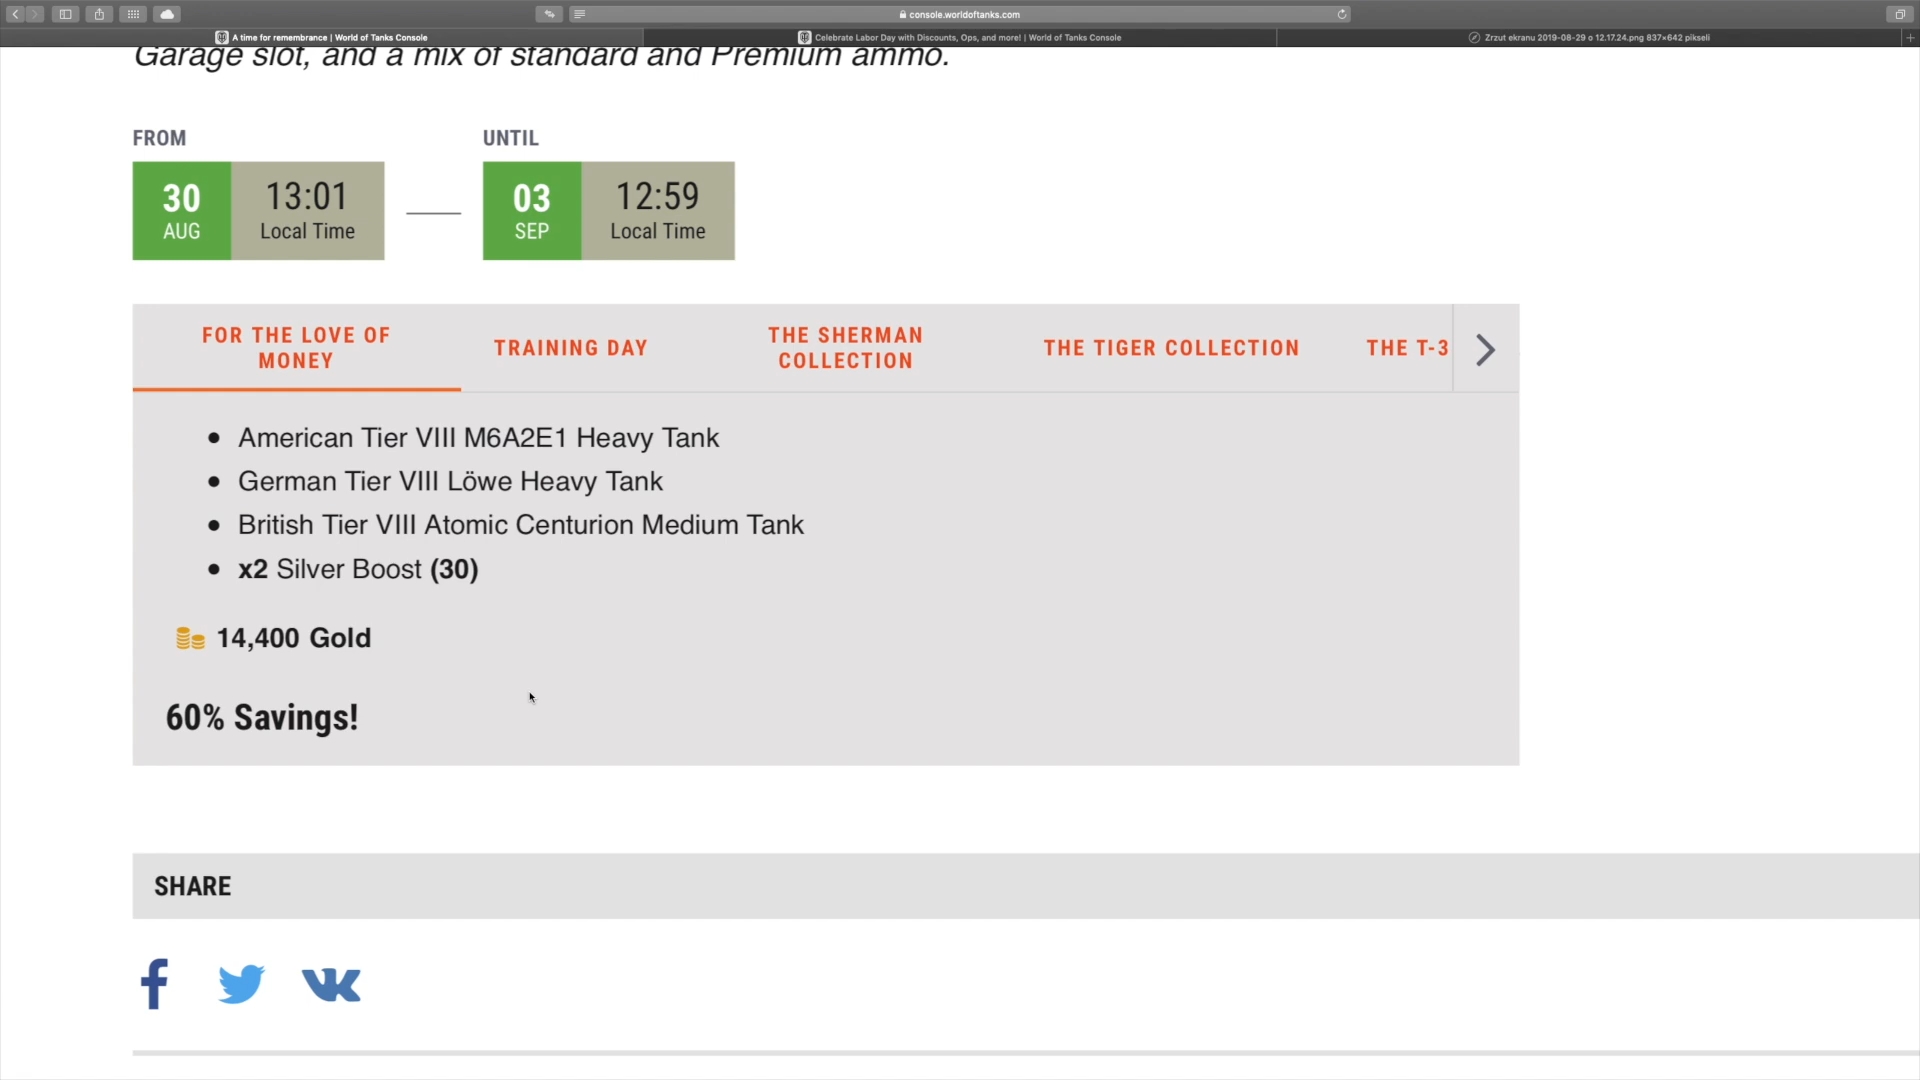 console.worldoftanks.com
A time for remembrance | World of Tanks Console
Celebrate Labor Day with Discounts, Ops, and more! | World of Tanks Console
Zrzut ekranu 2019-08-29 o 12.17.24.png 837×642 pikseli
Garage slot, and a mix of standard and Premium ammo.
FROM
UNTIL
30
AUG
13:01
Local Time
03
SEP
12:59
Local Time
FOR THE LOVE OF
MONEY
TRAINING DAY
THE SHERMAN
COLLECTION
THE TIGER COLLECTION
THE T-3
American Tier VIII M6A2E1 Heavy Tank
German Tier VIII Löwe Heavy Tank
British Tier VIII Atomic Centurion Medium Tank
x2 Silver Boost (30)
14,400 Gold
60% Savings!
SHARE